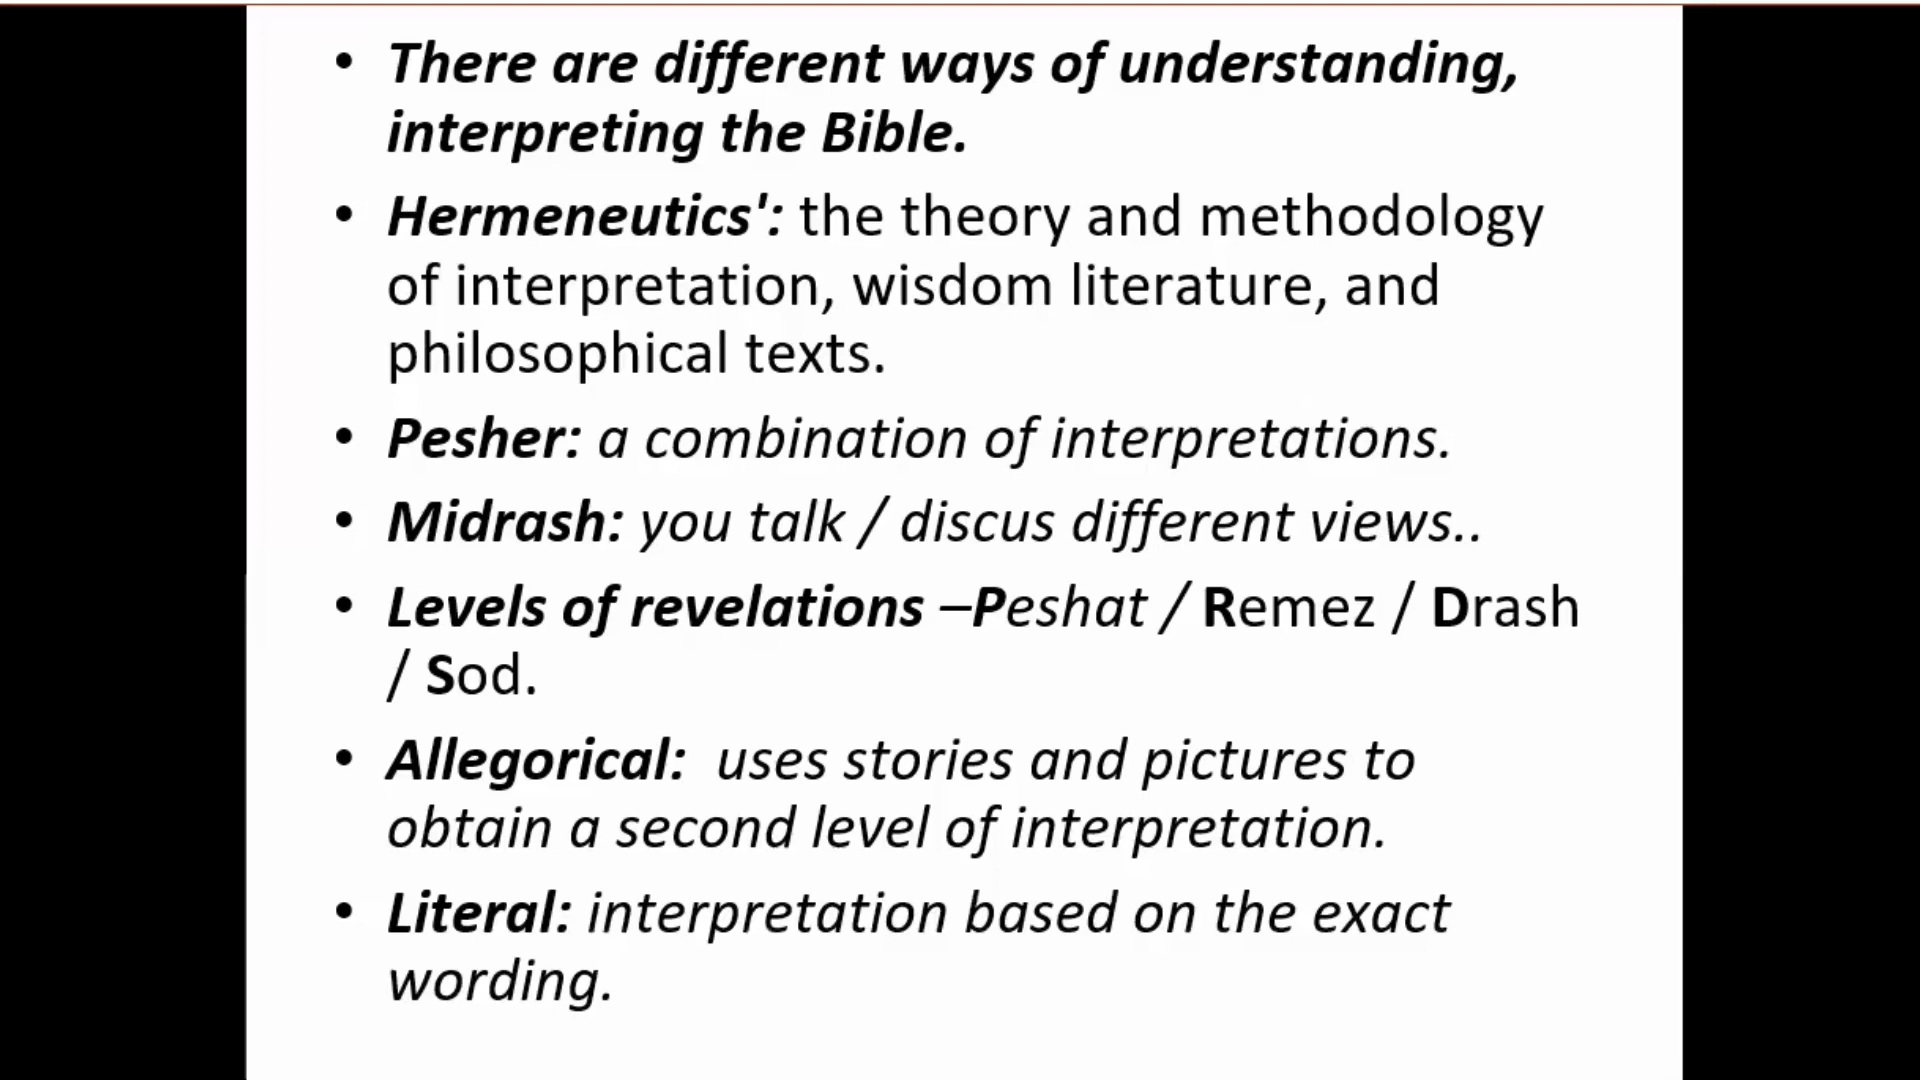 • There are different ways of understanding,
interpreting the Bible.
• Hermeneutics': the theory and methodology
of interpretation, wisdom literature, and
philosophical texts.
• Pesher: a combination of interpretations.
• Midrash: you talk / discus different views..
• Levels of revelations –Peshat / Remez / Drash
/ Sod.
• Allegorical:  uses stories and pictures to
obtain a second level of interpretation.
• Literal: interpretation based on the exact
wording.